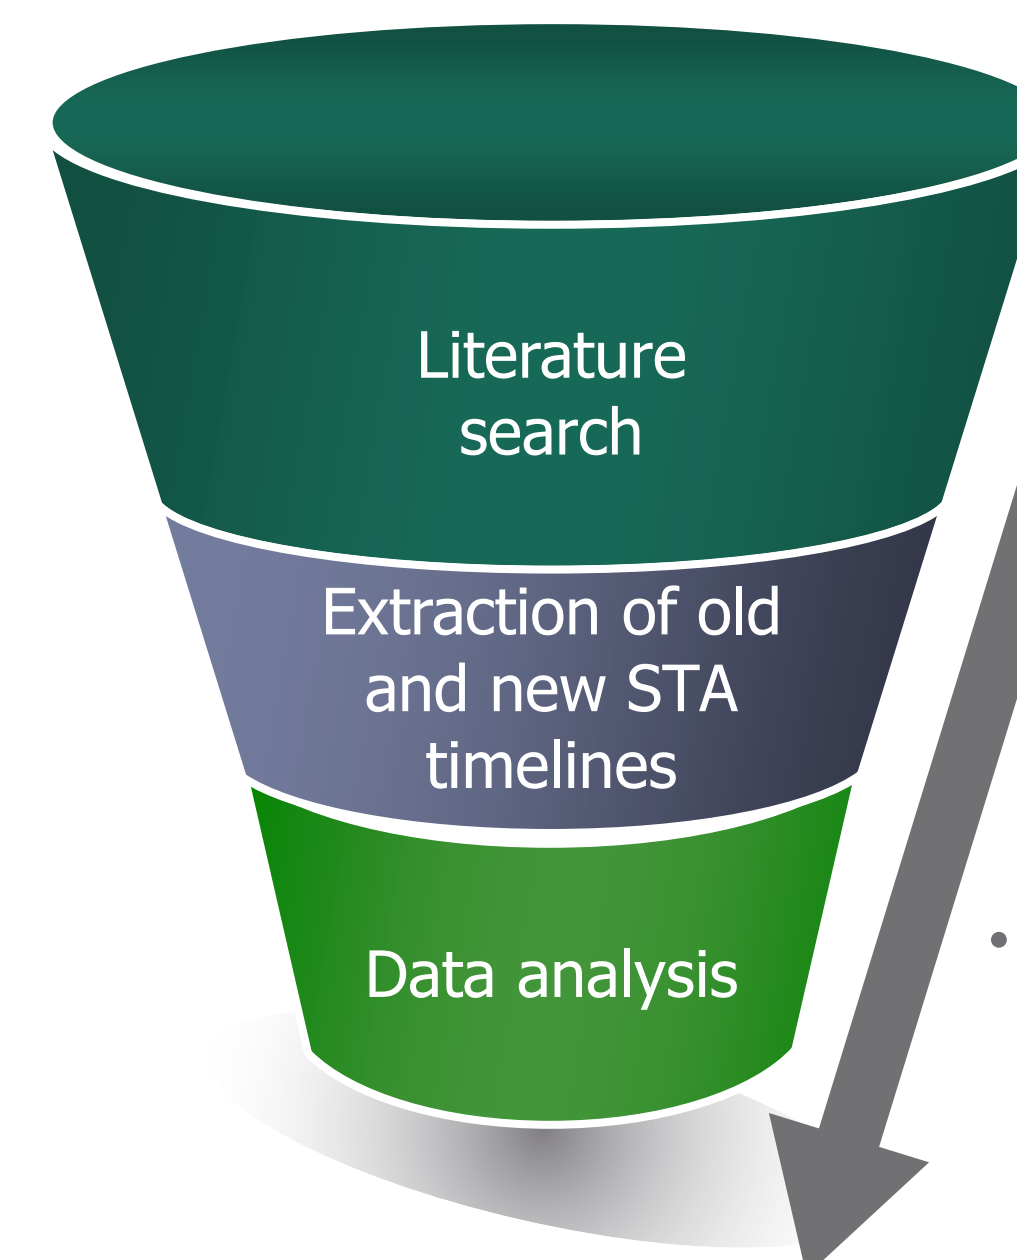 Literature
search
Extraction of old
and new STA
timelines
Data analysis